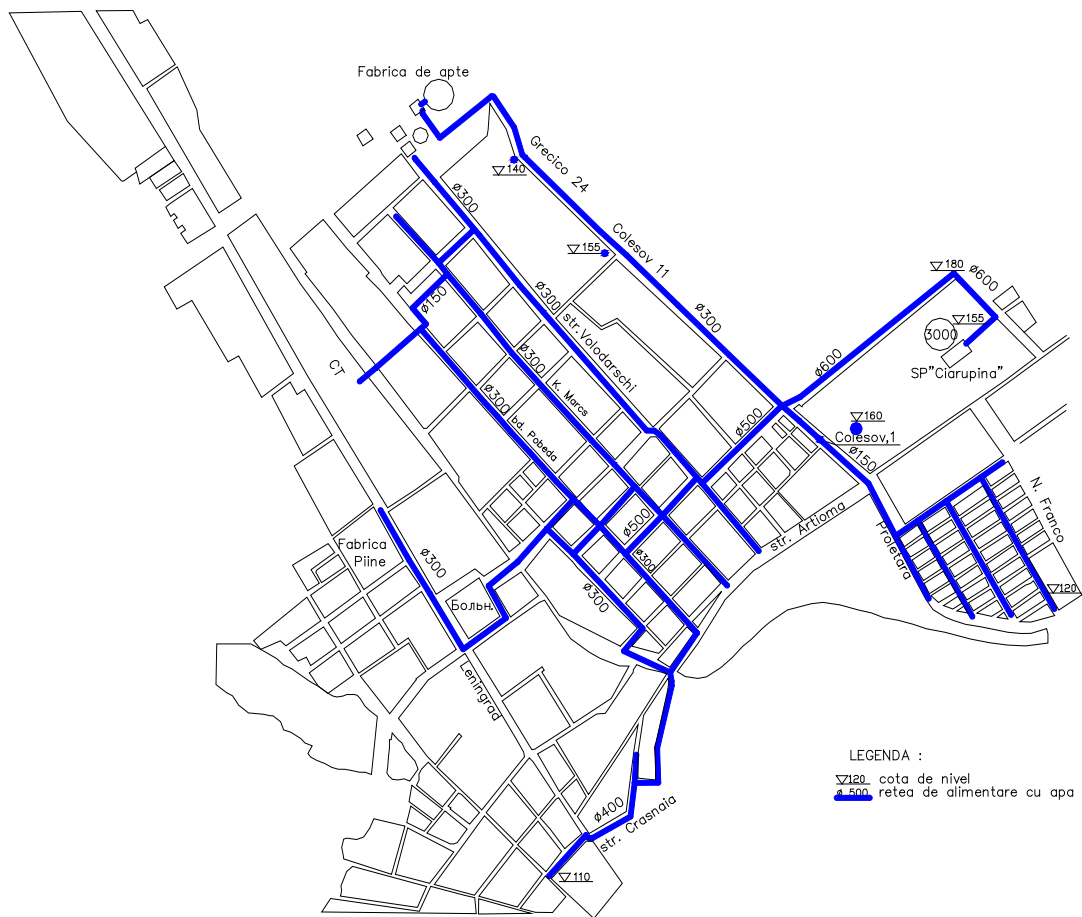 Fabrica de apte
140
Grecico 24
ø300
155
Colesov 11
180
ø600
ø150
ø300
ø300
155
3000
str.Volodarschi
CT
ø300
ø600
SP"Ciarupina"
K. Marcs
ø300
bd. Pobeda
ø500
160
Colesov,1
ø150
N. Franco
str. Artioma
Proletara
ø500
Fabrica
Piine
ø300
ø300
ø300
120
Больн.
Leningrad
LEGENDA :
120 cota de nivel
ø 500 retea de alimentare cu apa
ø400
str. Crasnaia
110